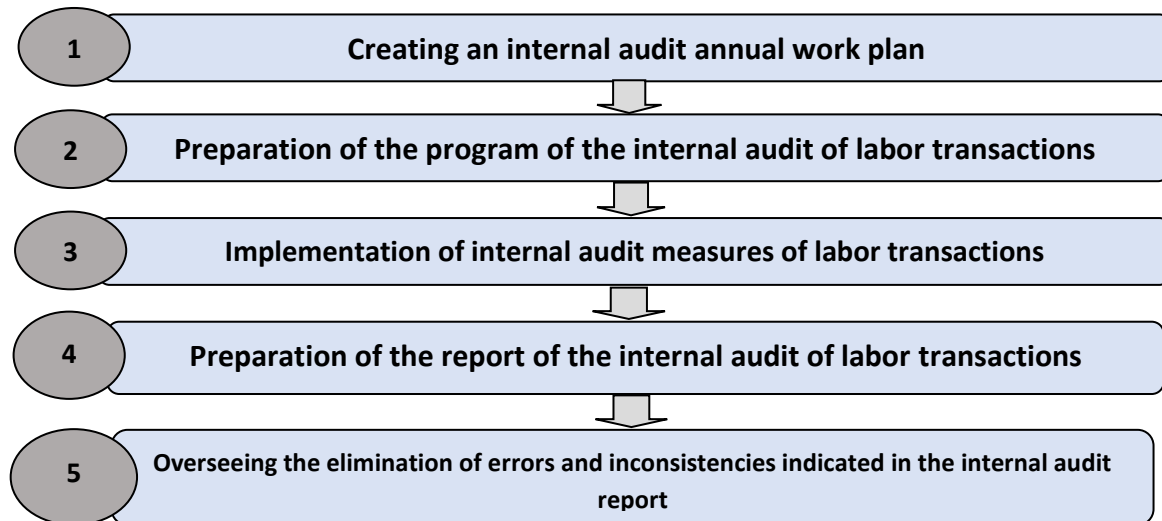 1
Creating an internal audit annual work plan
2
Preparation of the program of the internal audit of labor transactions
3
Implementation of internal audit measures of labor transactions
4
Preparation of the report of the internal audit of labor transactions
5
Overseeing the elimination of errors and inconsistencies indicated in the internal audit
report